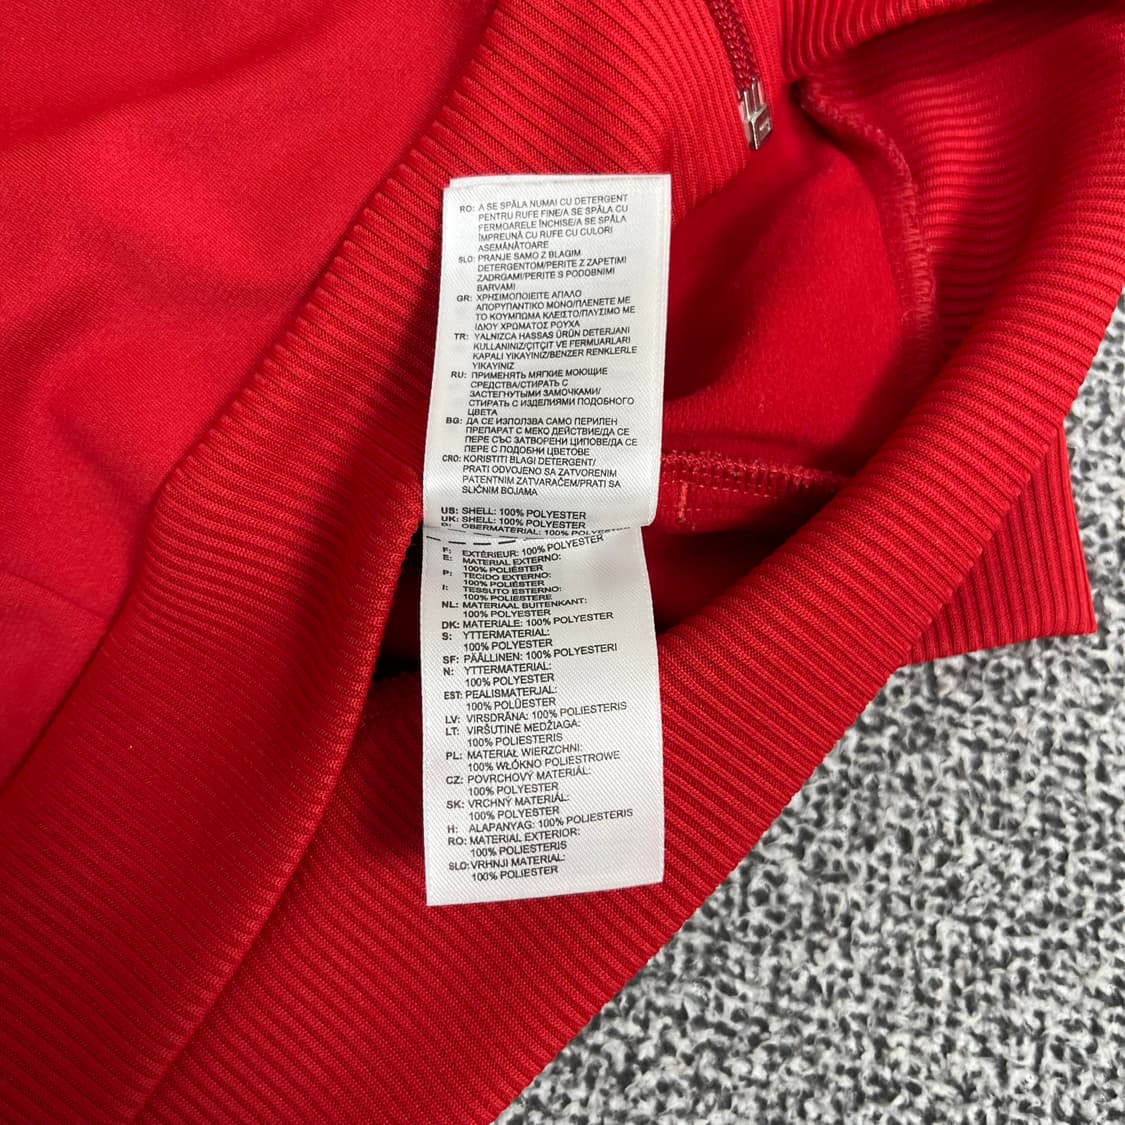 RO: A SE SPĂLA NUMAI CU DETERGENT
PENTRU RUFE FINE/A SE SPĂLA CU
FERMOARELE ÎNCHISE/A SE SPĂLA
ÎMPREUNĂ CU RUFE CU CULORI
ASEMĂNĂTOARE
SLO: PRANJE SAMO Z BLAGIM
DETERGENTOM/PERITE Z ZAPETIMI
ZADRGAMI/PERITE S PODOBNIMI
BARVAMI
GR: ΧΡΗΣΙΜΟΠΟΙΕΙΤΕ ΑΠΑΛΟ
ΑΠΟΡΥΠΑΝΤΙΚΟ ΜΟΝΟ/ΠΛΕΝΕΤΕ ΜΕ
ΤΟ ΚΟΥΜΠΩΜΑ ΚΛΕΙΣΤΟ/ΠΛΥΣΙΜΟ ΜΕ
ΙΔΙΟΥ ΧΡΩΜΑΤΟΣ ΡΟΥΧΑ
TR: YALNIZCA HASSAS ÜRÜN DETERJANI
KULLANINIZ/ÇITÇIT VE FERMUARLARI
KAPALI YIKAYINIZ/BENZER RENKLERLE
YIKAYINIZ
RU: ПРИМЕНЯТЬ МЯГКИЕ МОЮЩИЕ
СРЕДСТВА/СТИРАТЬ С
ЗАСТЕГНУТЫМИ ЗАМОЧКАМИ/
СТИРАТЬ С ИЗДЕЛИЯМИ ПОДОБНОГО
ЦВЕТА
BG: ДА СЕ ИЗПОЛЗВА САМО ПЕРИЛЕН
ПРЕПАРАТ С МЕКО ДЕЙСТВИЕ/ДА СЕ
ПЕРЕ СЪС ЗАТВОРЕНИ ЦИПОВЕ/ДА СЕ
ПЕРЕ С ПОДОБНИ ЦВЕТОВЕ
CRO: KORISTITI BLAGI DETERGENT/
PRATI ODVOJENO SA ZATVORENIM
PATENTNIM ZATVARAČEM/PRATI SA
SLIČNIM BOJAMA
US: SHELL: 100% POLYESTER
UK: SHELL: 100% POLYESTER
D: OBERMATERIAL: 100% POLYESTER
F: EXTÉRIEUR: 100% POLYESTER
E: MATERIAL EXTERNO:
100% POLIÉSTER
P: TECIDO EXTERNO:
100% POLIÉSTER
I: TESSUTO ESTERNO:
100% POLIESTERE
NL: MATERIAAL BUITENKANT:
100% POLYESTER
DK: MATERIALE: 100% POLYESTER
S: YTTERMATERIAL:
100% POLYESTER
SF: PÄÄLLINEN: 100% POLYESTERI
N: YTTERMATERIAL:
100% POLYESTER
EST: PEALISMATERJAL:
100% POLÜESTER
LV: VIRSDRĀNA: 100% POLIESTERIS
LT: VIRŠUTINĖ MEDŽIAGA:
100% POLIESTERIS
PL: MATERIAŁ WIERZCHNI:
100% WŁÓKNO POLIESTROWE
CZ: POVRCHOVÝ MATERIÁL:
100% POLYESTER
SK: VRCHNÝ MATERIÁL:
100% POLYESTER
H: ALAPANYAG: 100% POLIESTERIS
RO: MATERIAL EXTERIOR:
100% POLIESTERIS
SLO: VRHNJI MATERIAL:
100% POLYESTER